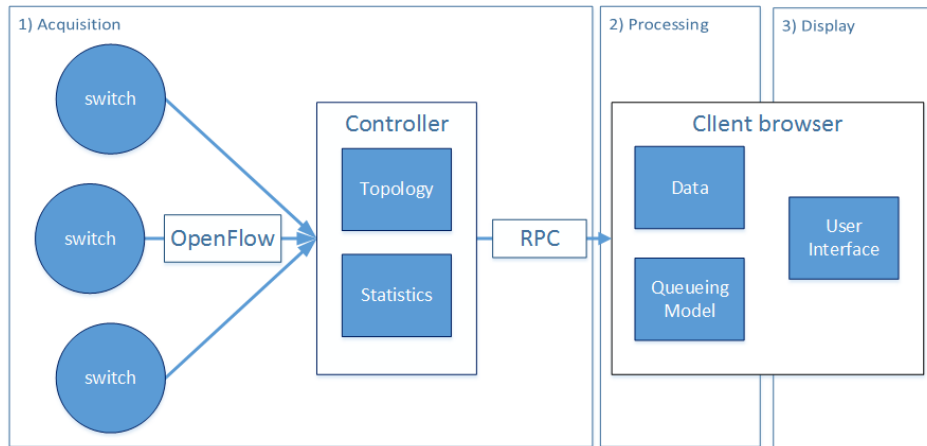 1) Acquisition
2) Processing
3) Display
switch
switch
switch
OpenFlow
Controller
Topology
Statistics
RPC
ClIent browser
Data
Queueing
Model
User
Interface